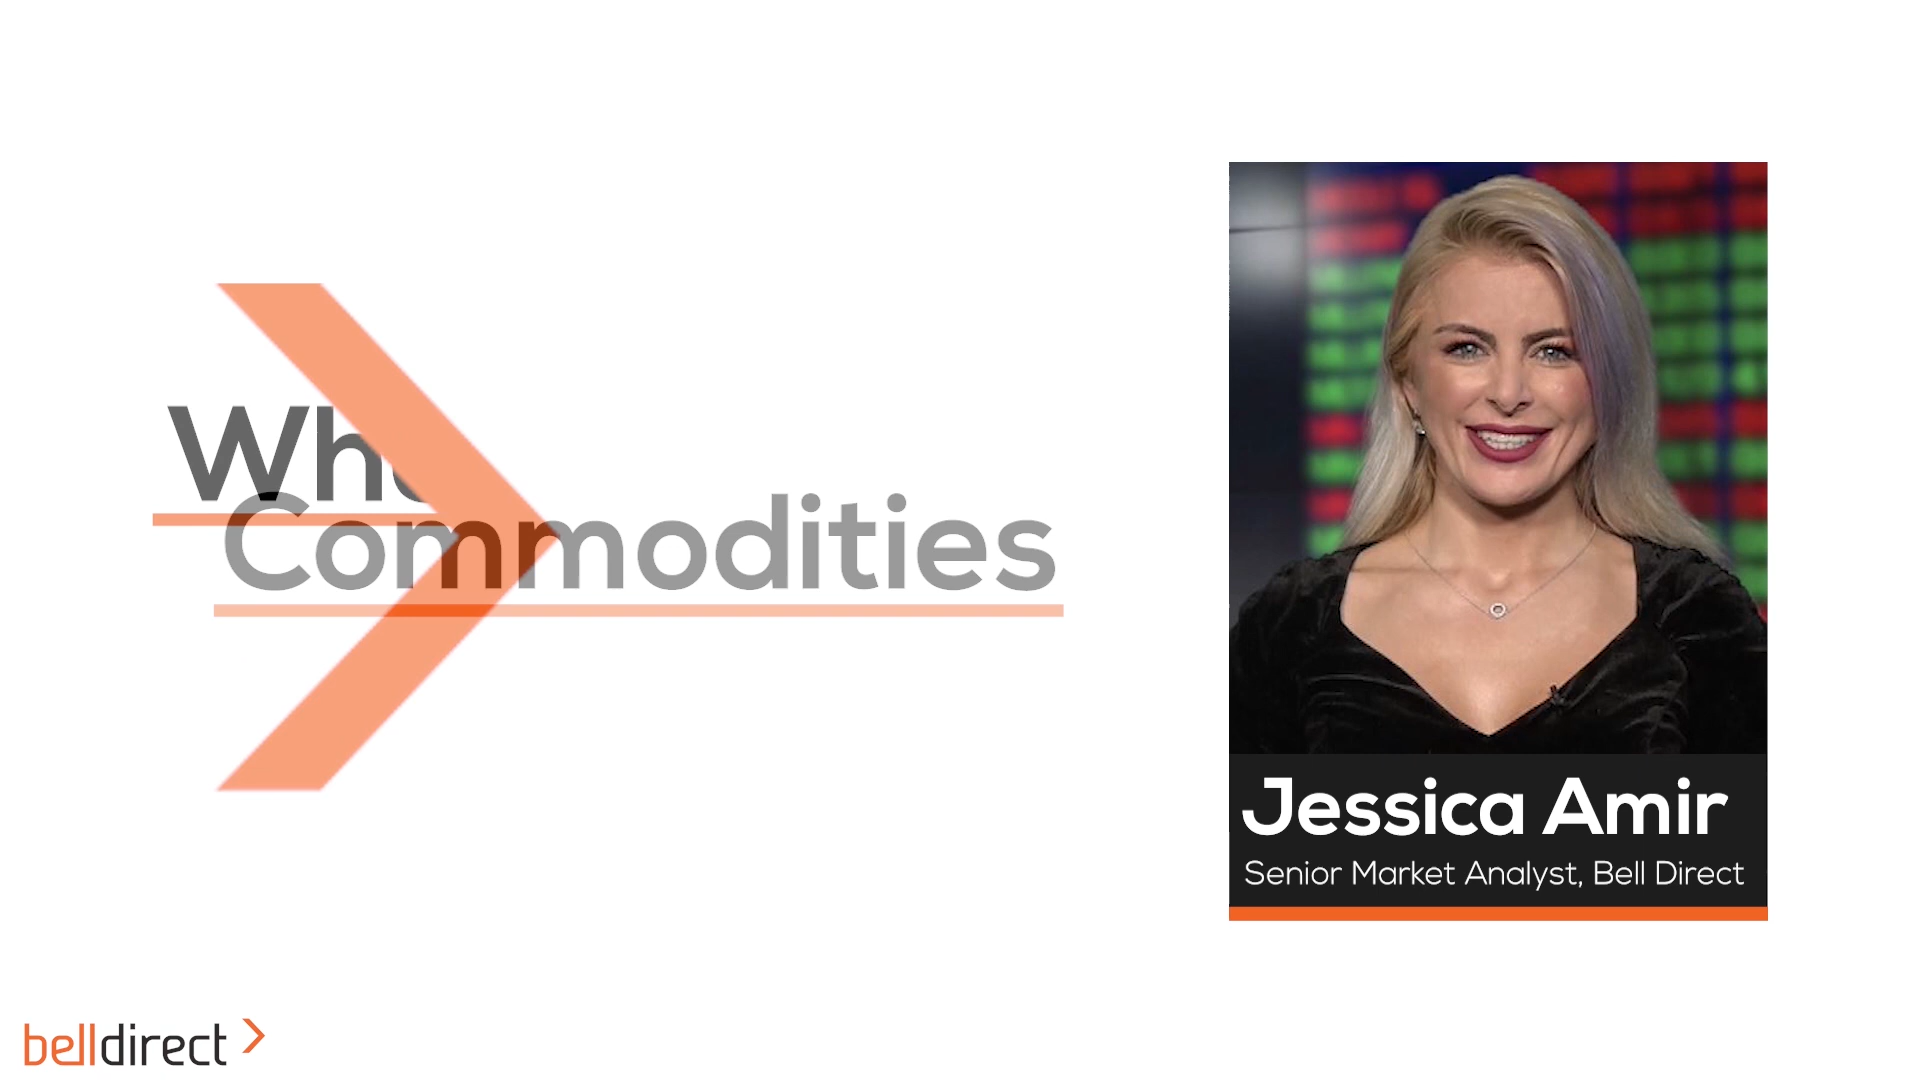 Commodities
Jessica Amir
Senior Market Analyst, Bell Direct
belldirect